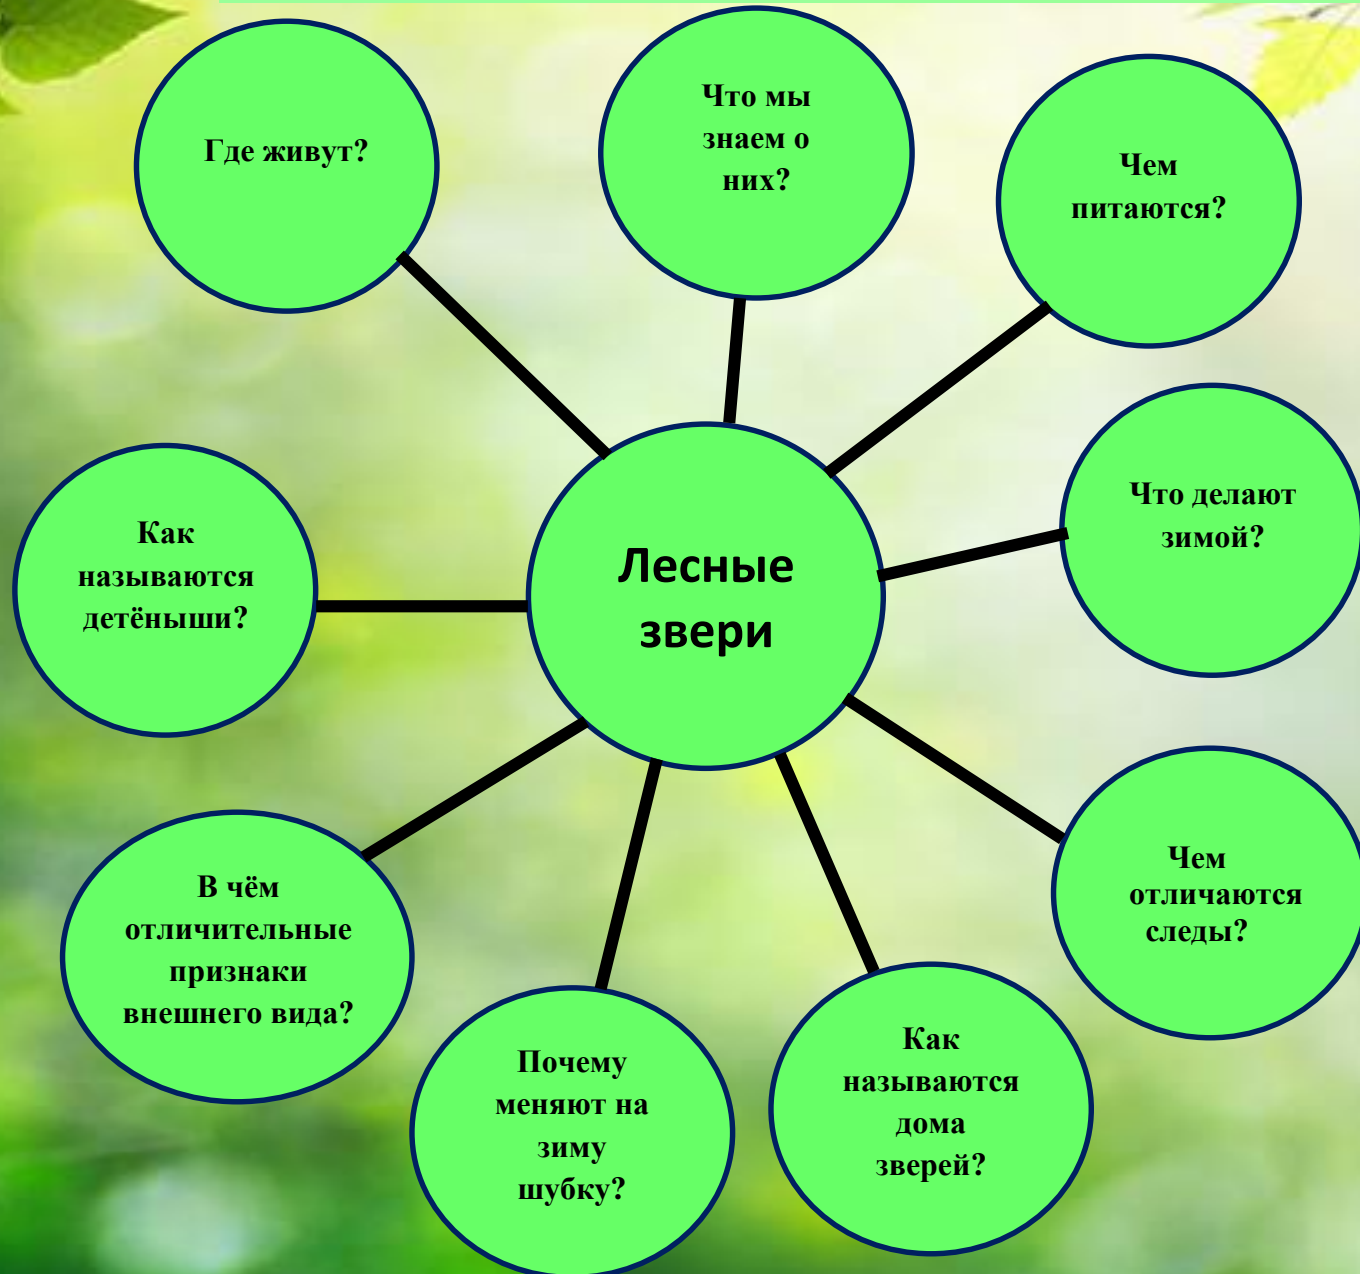 Что мы
знаем о
них?
Где живут?
Чем
питаются?
Что делают
зимой?
Как
называются
детёныши?
Лесные
звери
Чем
отличаются
следы?
В чём
отличительные
признаки
внешнего вида?
Как
называются
дома
зверей?
Почему
меняют на
зиму
шубку?